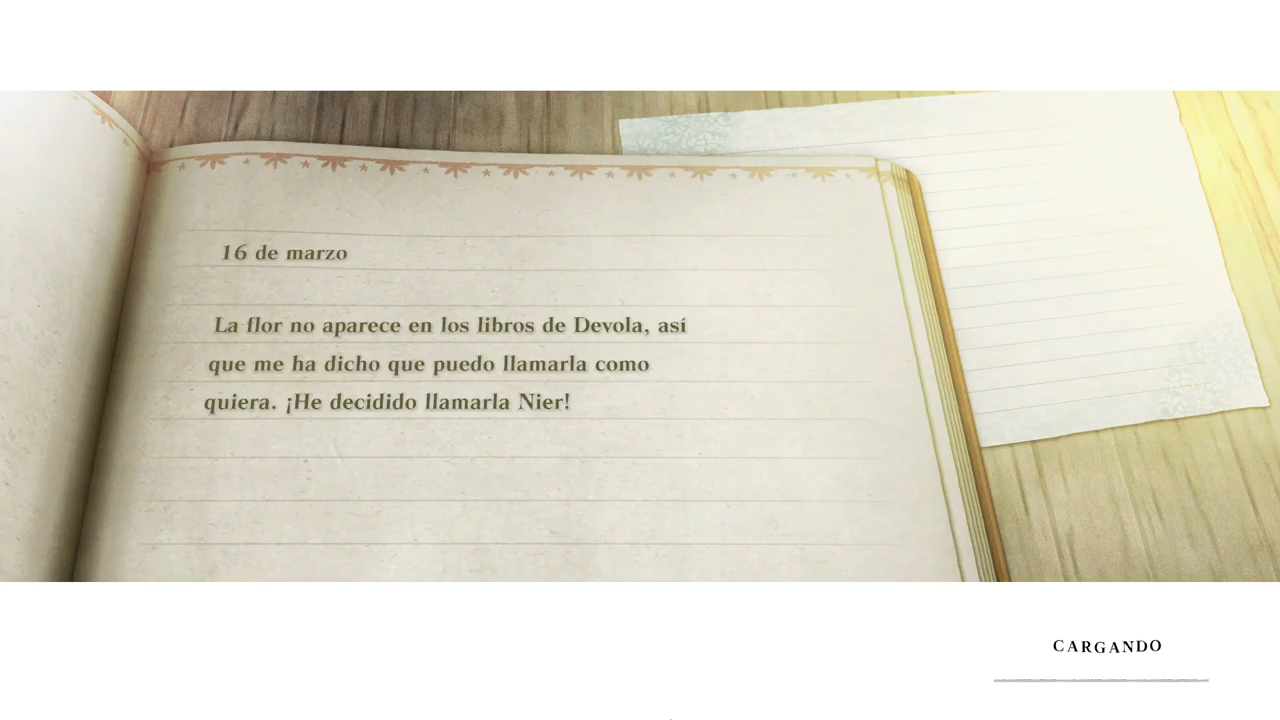 16 de marzo
La flor no aparece en los libros de Devola, así
que me ha dicho que puedo llamarla como
quiera. ¡He decidido llamarla Nier!
CARGANDO